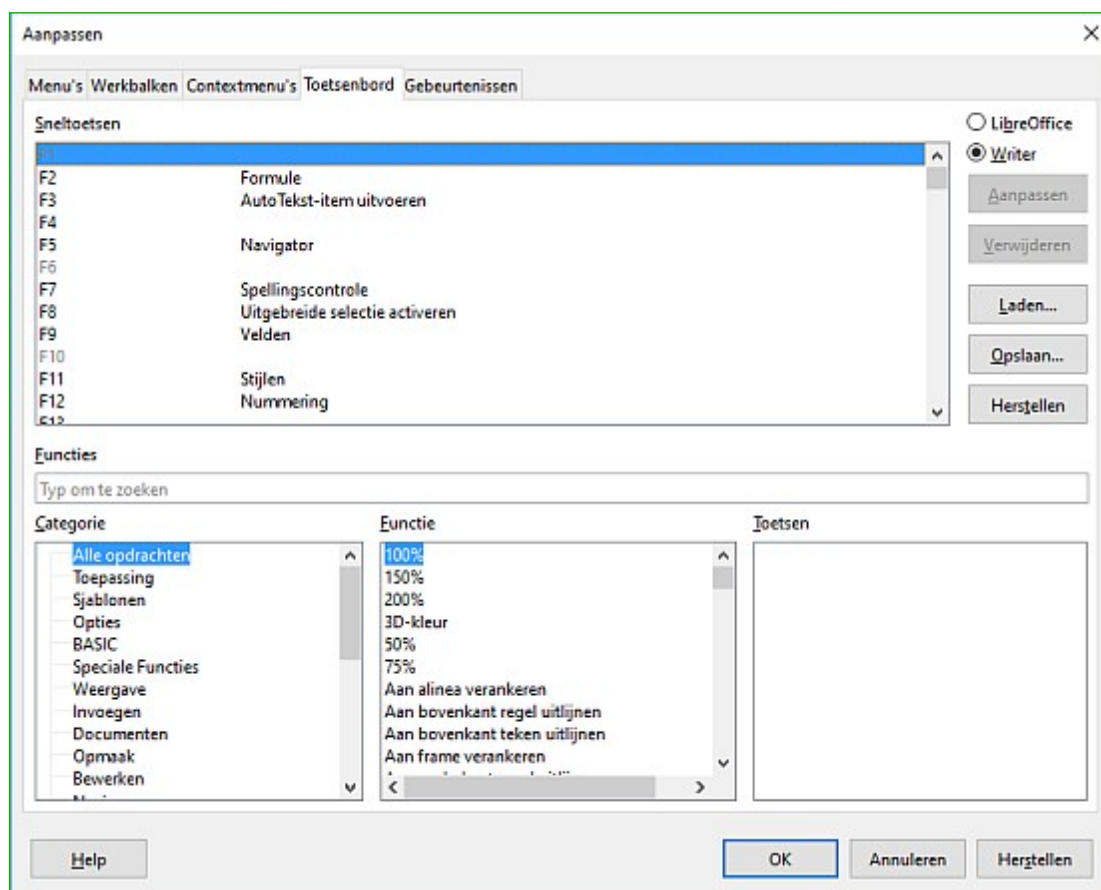 Aanpassen
Menu's Werkbalken Contextmenu's Toetsenbord Gebeurtenissen
Sneltoetsen
LibreOffice
F1
Writer
F2 Formule
F3 AutoTekst-item uitvoeren
Aanpassen
F4
F5 Navigator
Verwijderen
F6
F7 Spellingscontrole
F8 Uitgebreide selectie activeren
Laden...
F9 Velden
F10
Opslaan...
F11 Stijlen
F12 Nummering
Herstellen
F13
Functies
Typ om te zoeken
Categorie Functie Toetsen
Alle opdrachten 100%
Toepassing 150%
Sjablonen 200%
Opties 3D-kleur
BASIC 50%
Speciale Functies 75%
Weergave Aan alinea verankeren
Invoegen Aan bovenkant regel uitlijnen
Documenten Aan bovenkant teken uitlijnen
Opmaak Aan frame verankeren
Bewerken
Help OK Annuleren Herstellen